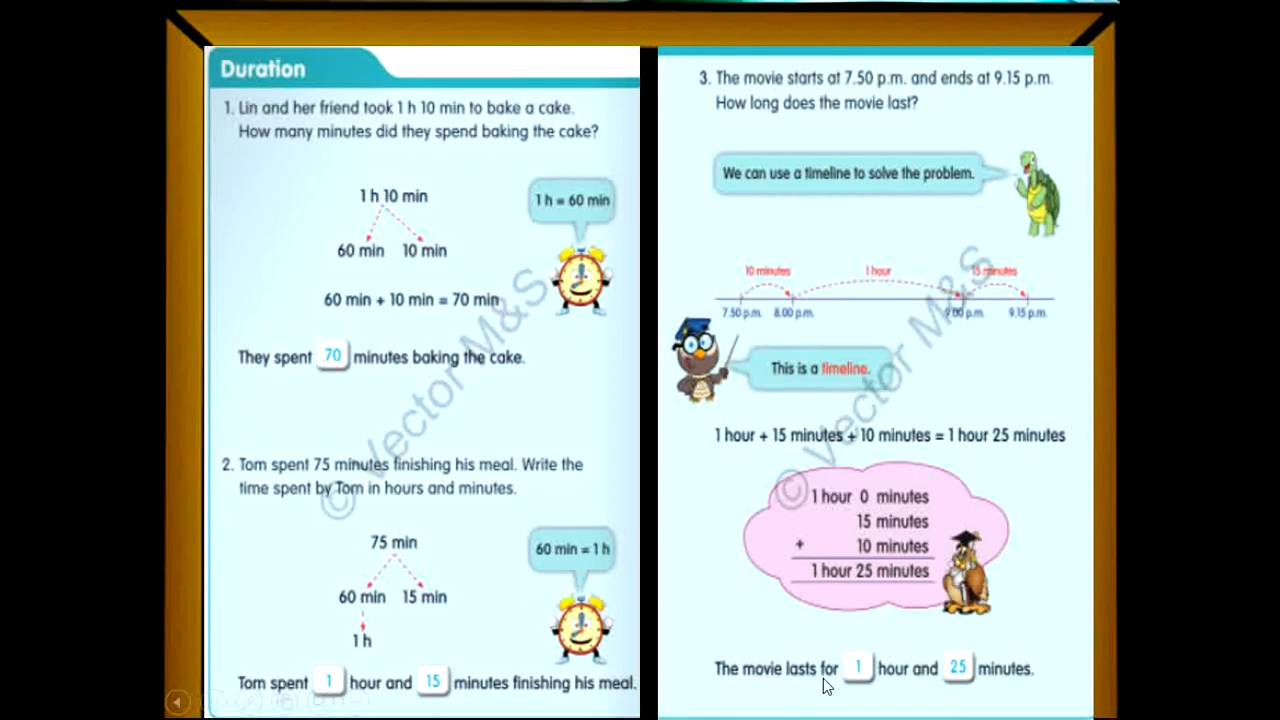 Duration
1. Lin and her friend took 1 h 10 min to bake a cake.
How many minutes did they spend baking the cake?
1 h 10 min
1 h = 60 min
60 min 10 min
60 min + 10 min = 70 min
They spent 70 minutes baking the cake.
2. Tom spent 75 minutes finishing his meal. Write the
time spent by Tom in hours and minutes.
75 min
60 min = 1 h
60 min 15 min
1 h
Tom spent 1 hour and 15 minutes finishing his meal.
© Vector M&S
3. The movie starts at 7.50 p.m. and ends at 9.15 p.m.
How long does the movie last?
We can use a timeline to solve the problem.
10 minutes 1 hour 15 minutes
7.50 p.m. 8.00 p.m. 9.00 p.m. 9.15 p.m.
This is a timeline.
1 hour + 15 minutes + 10 minutes = 1 hour 25 minutes
1 hour 0 minutes
15 minutes
+ 10 minutes
1 hour 25 minutes
The movie lasts for 1 hour and 25 minutes.
© Vector M&S